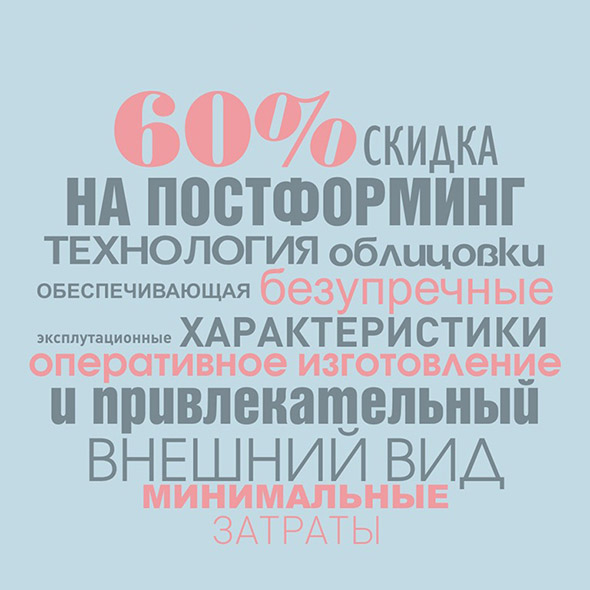 60% СКИДКА
НА ПОСТФОРМИНГ
ТЕХНОЛОГИЯ облицовки
ОБЕСПЕЧИВАЮЩАЯ безупречные
эксплутационные ХАРАКТЕРИСТИКИ
оперативное изготовление
и привлекательный
ВНЕШНИЙ ВИД
МИНИМАЛЬНЫЕ
ЗАТРАТЫ